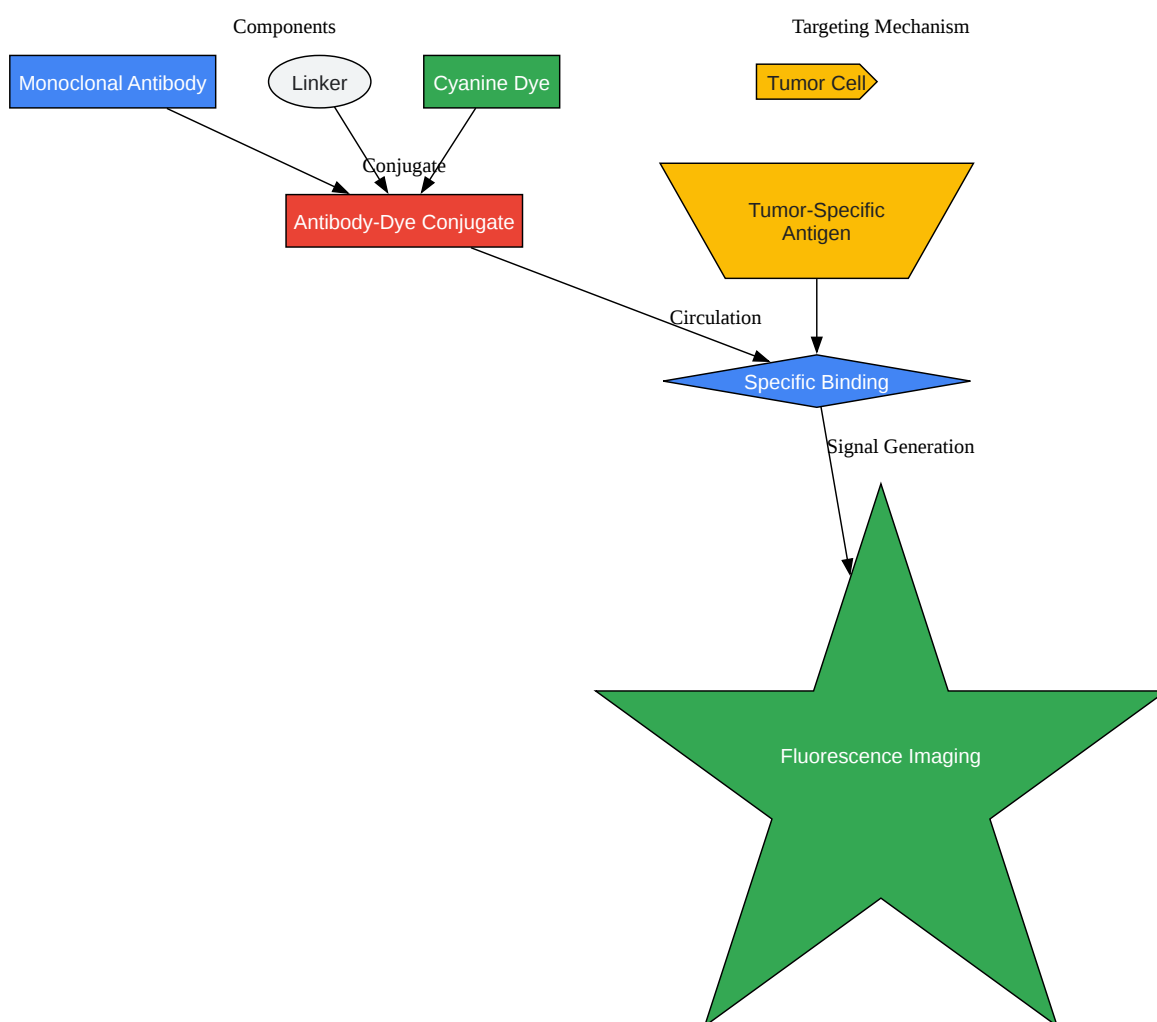 Components
Targeting Mechanism
Monoclonal Antibody
Linker
Cyanine Dye
Tumor Cell
Conjugate
Antibody-Dye Conjugate
Tumor-Specific
Antigen
Circulation
Specific Binding
Signal Generation
Fluorescence Imaging